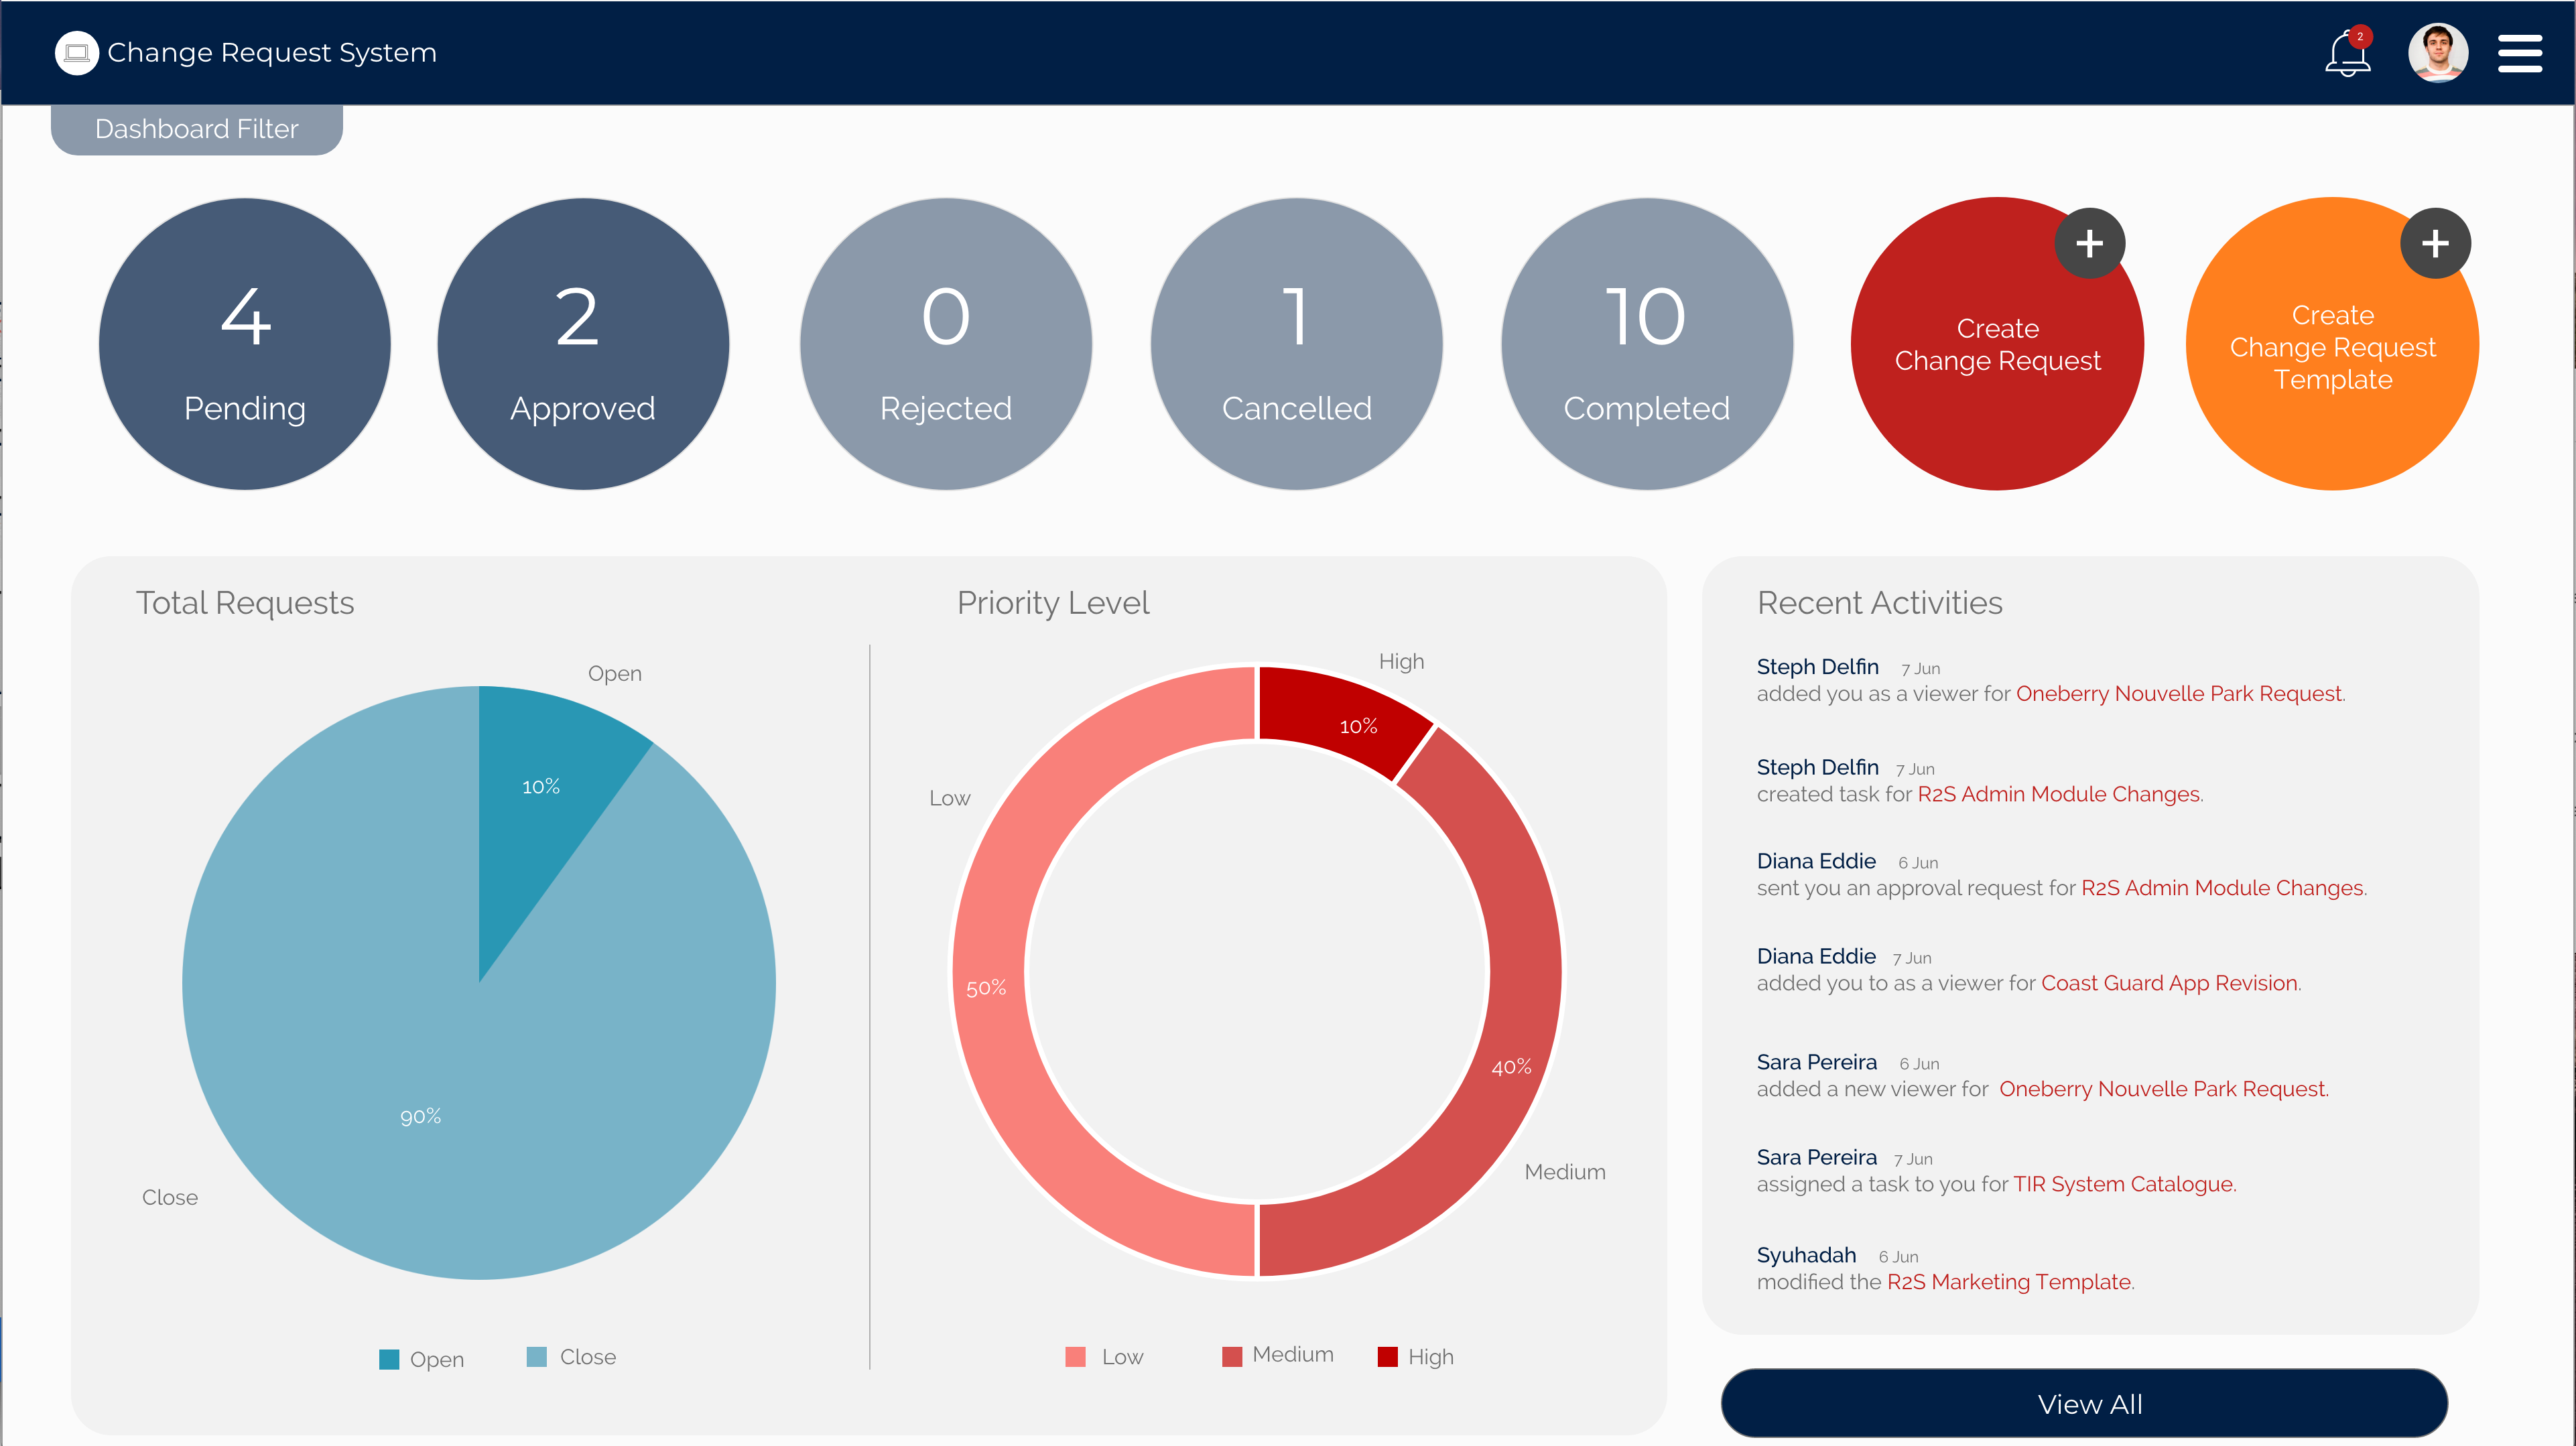 Change Request System
2
Dashboard Filter
4
Pending
2
Approved
0
Rejected
1
Cancelled
10
Completed
+
Create
Change Request
+
Create
Change Request
Template
Total Requests
Open
10%
90%
Close
Open
Close
Priority Level
High
10%
Low
50%
40%
Medium
Low
Medium
High
Recent Activities
Steph Delfin 7 Jun
added you as a viewer for Oneberry Nouvelle Park Request.
Steph Delfin 7 Jun
created task for R2S Admin Module Changes.
Diana Eddie 6 Jun
sent you an approval request for R2S Admin Module Changes.
Diana Eddie 7 Jun
added you to as a viewer for Coast Guard App Revision.
Sara Pereira 6 Jun
added a new viewer for Oneberry Nouvelle Park Request.
Sara Pereira 7 Jun
assigned a task to you for TIR System Catalogue.
Syuhadah 6 Jun
modified the R2S Marketing Template.
View All